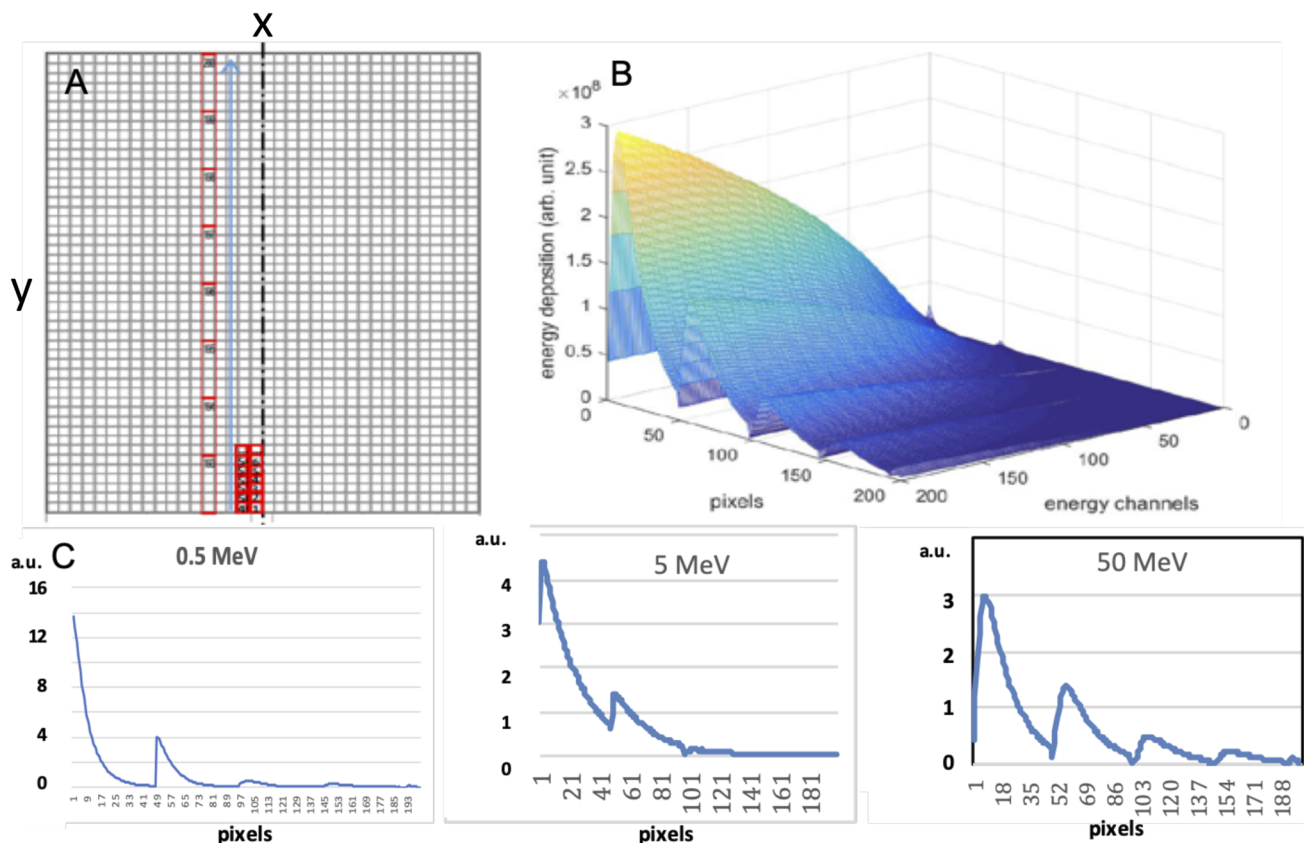 X
A
y
B
×10⁸
3
2.5
2
1.5
1
0.5
0
energy deposition (arb. unit)
0
50
100
150
200
pixels
200
150
100
50
0
energy channels
C
a.u.
0.5 MeV
16
12
8
4
0
1 9 17 25 33 41 49 57 65 73 81 89 97 105 113 121 129 137 145 153 161 169 177 185 193
pixels
a.u.
5 MeV
4
3
2
1
0
1 21 41 61 81 101 121 141 161 181
pixels
a.u.
50 MeV
3
2
1
0
1 18 35 52 69 86 103 120 137 154 171 188
pixels